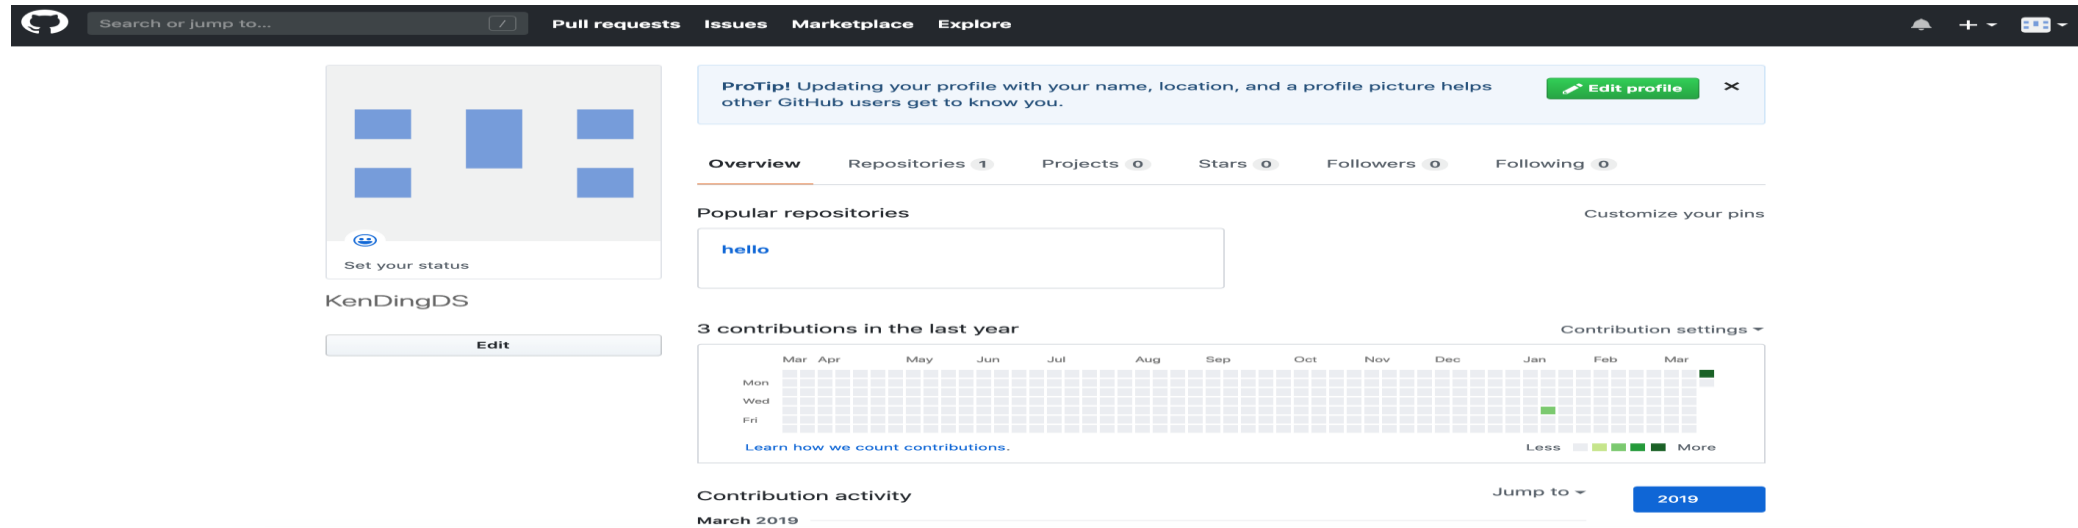 Search or jump to... /
Pull requests Issues Marketplace Explore
ProTip! Updating your profile with your name, location, and a profile picture helps
other GitHub users get to know you.
Edit profile
Overview Repositories 1 Projects 0 Stars 0 Followers 0 Following 0
Set your status
KenDingDS
Edit
Popular repositories Customize your pins
hello
3 contributions in the last year Contribution settings
Mar Apr May Jun Jul Aug Sep Oct Nov Dec Jan Feb Mar
Mon
Wed
Fri
Learn how we count contributions. Less More
Contribution activity Jump to 2019
March 2019